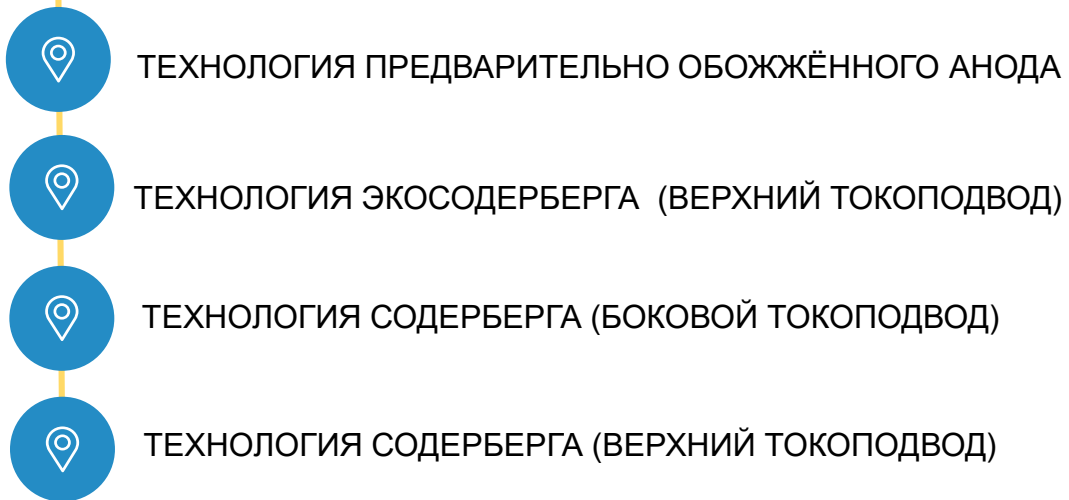 ТЕХНОЛОГИЯ ПРЕДВАРИТЕЛЬНО ОБОЖЖЁННОГО АНОДА
ТЕХНОЛОГИЯ ЭКОСОДЕРБЕРГА (ВЕРХНИЙ ТОКОПОДВОД)
ТЕХНОЛОГИЯ СОДЕРБЕРГА (БОКОВОЙ ТОКОПОДВОД)
ТЕХНОЛОГИЯ СОДЕРБЕРГА (ВЕРХНИЙ ТОКОПОДВОД)